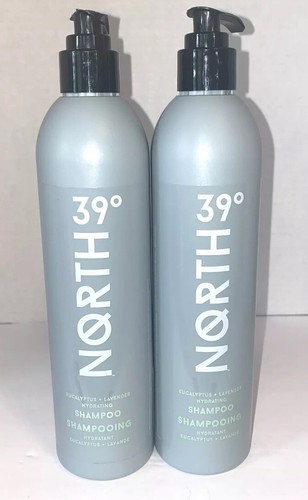 39°
NØRTH
EUCALYPTUS + LAVENDER
HYDRATING
SHAMPOO
SHAMPOOING
HYDRATANT
EUCALYPTUS + LAVANDE
39°
NØRTH
EUCALYPTUS + LAVENDER
HYDRATING
SHAMPOO
SHAMPOOING
HYDRATANT
EUCALYPTUS + LAVANDE